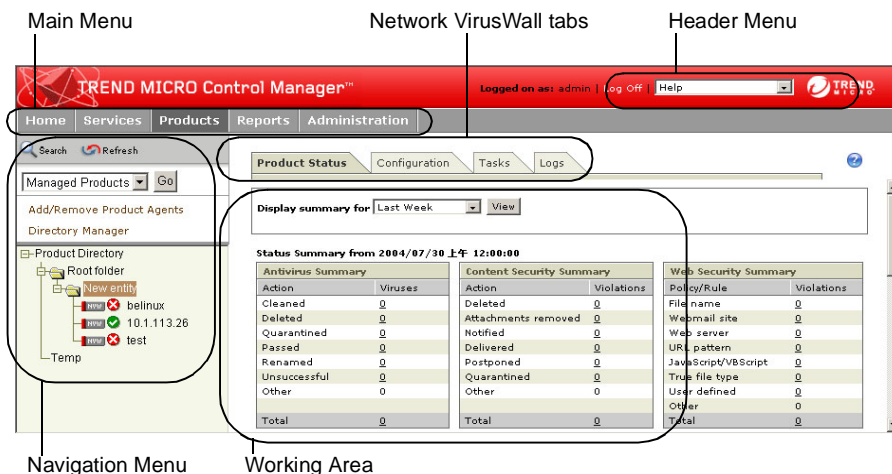 Main Menu
Network VirusWall tabs
Header Menu
TREND MICRO Control Manager™
Logged on as: admin | Log Off |
Help
TREND MICRO
Home Services Products Reports Administration
Search Refresh
Managed Products Go
Add/Remove Product Agents
Directory Manager
Product Directory
Root folder
New entity
NVW belinux
NVW 10.1.113.26
NVW test
Temp
Product Status Configuration Tasks Logs
?
Display summary for Last Week View
Status Summary from 2004/07/30 上午 12:00:00
Antivirus Summary
Action Viruses
Cleaned 0
Deleted 0
Quarantined 0
Passed 0
Renamed 0
Unsuccessful 0
Other 0
Total 0
Content Security Summary
Action Violations
Deleted 0
Attachments removed 0
Notified 0
Delivered 0
Postponed 0
Quarantined 0
Other 0
Total 0
Web Security Summary
Policy/Rule Violations
File name 0
Webmail site 0
Web server 0
URL pattern 0
JavaScript/VBScript 0
True file type 0
User defined 0
Other 0
Total 0
Navigation Menu
Working Area